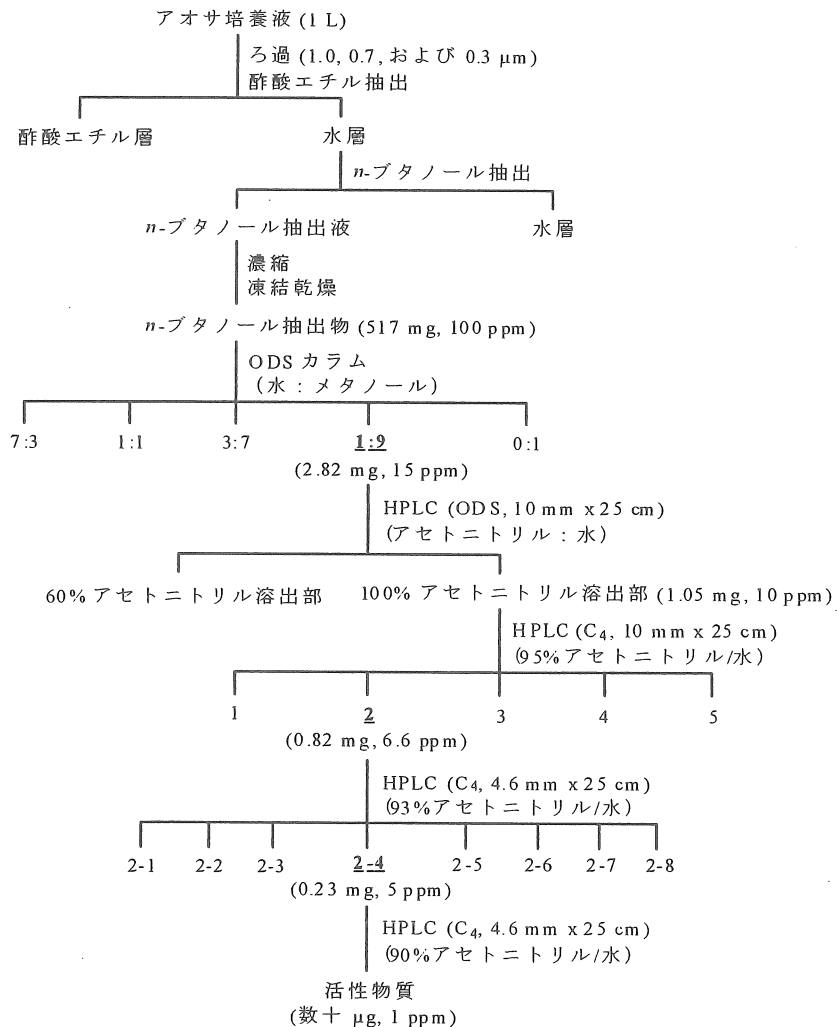 アオサ培養液 (1 L)
ろ過 (1.0, 0.7, および 0.3 μm)
酢酸エチル抽出
酢酸エチル層
水層
n-ブタノール抽出
n-ブタノール抽出液
水層
濃縮
凍結乾燥
n-ブタノール抽出物 (517 mg, 100 ppm)
ODS カラム
(水 : メタノール)
7:3
1:1
3:7
1:9
0:1
(2.82 mg, 15 ppm)
HPLC (ODS, 10 mm x 25 cm)
(アセトニトリル : 水)
60%アセトニトリル溶出部
100%アセトニトリル溶出部 (1.05 mg, 10 ppm)
HPLC (C₄, 10 mm x 25 cm)
(95%アセトニトリル/水)
1
2
3
4
5
(0.82 mg, 6.6 ppm)
HPLC (C₄, 4.6 mm x 25 cm)
(93%アセトニトリル/水)
2-1
2-2
2-3
2-4
2-5
2-6
2-7
2-8
(0.23 mg, 5 ppm)
HPLC (C₄, 4.6 mm x 25 cm)
(90%アセトニトリル/水)
活性物質
(数十 μg, 1 ppm)